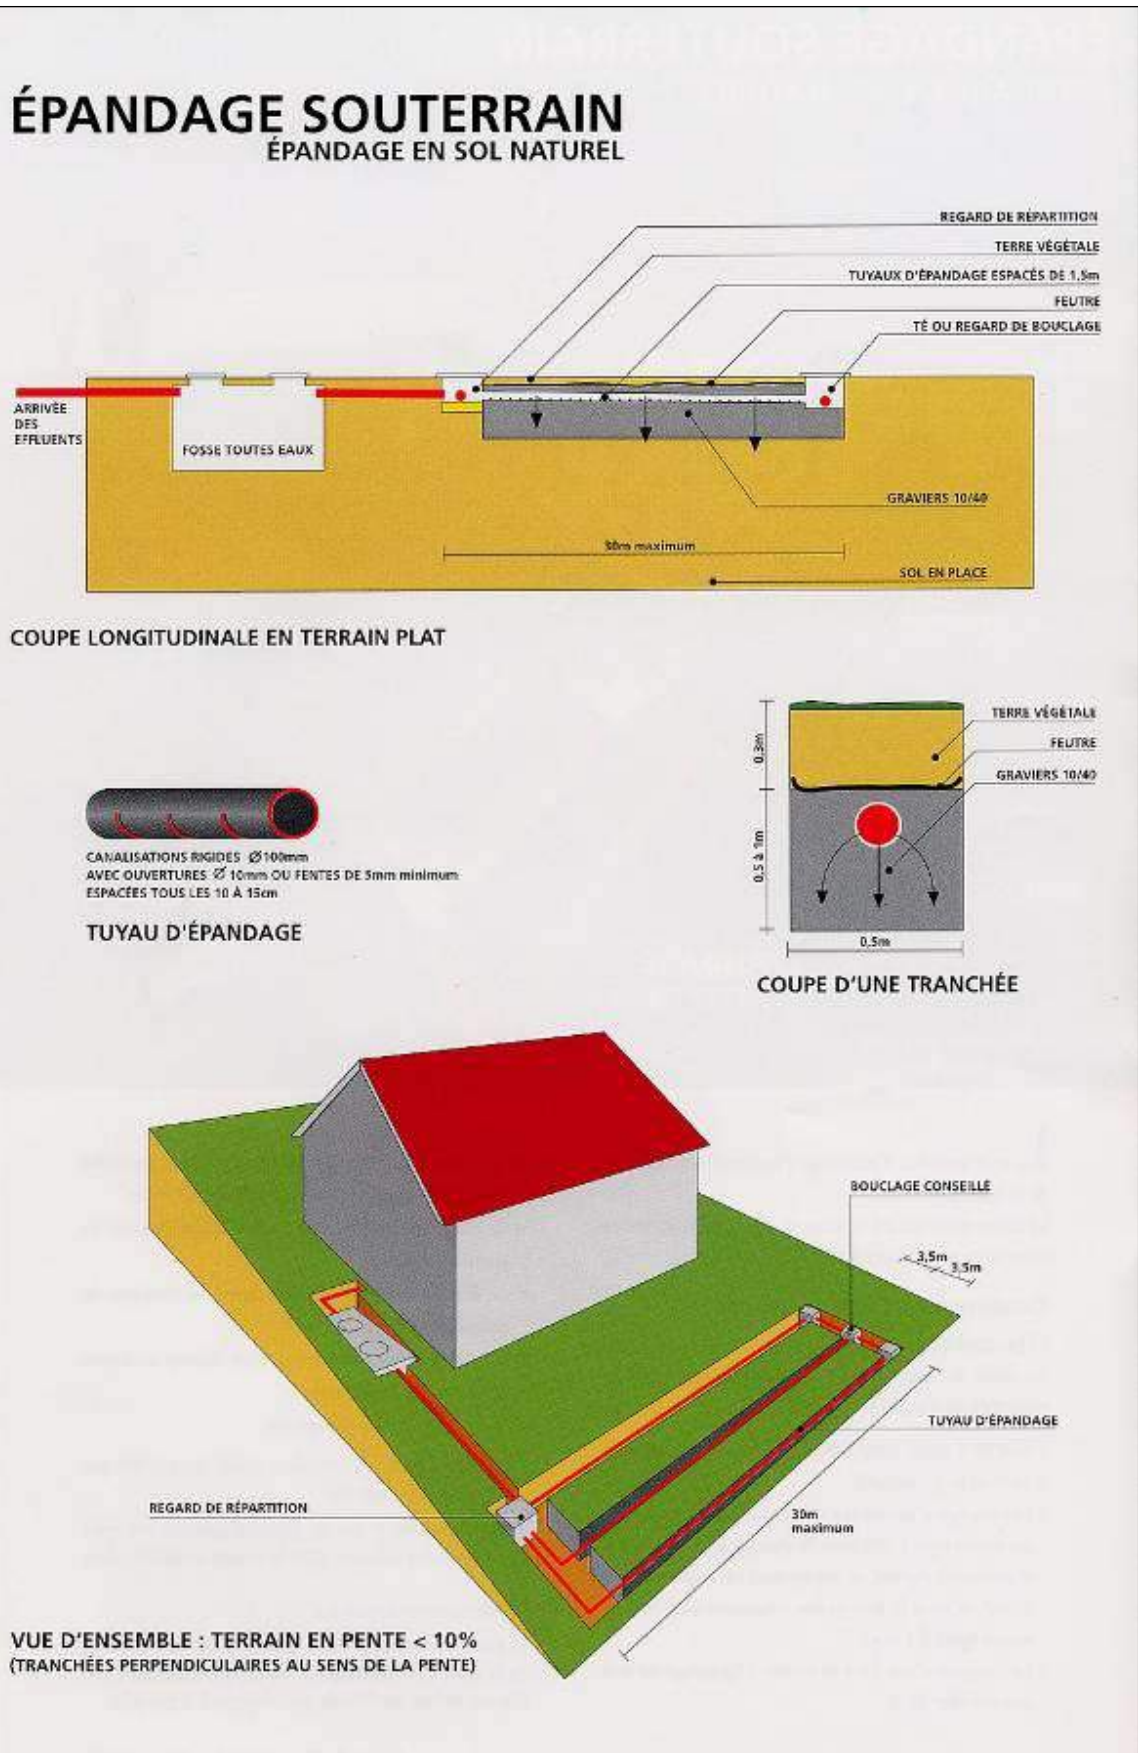 ÉPANDAGE SOUTERRAIN
ÉPANDAGE EN SOL NATUREL
REGARD DE RÉPARTITION
TERRE VÉGÉTALE
TUYAUX D'ÉPANDAGE ESPACÉS DE 1,5m
FEUTRE
TÉ OU REGARD DE BOUCLAGE
ARRIVÉE
DES
EFFLUENTS
FOSSE TOUTES EAUX
GRAVIERS 10/40
30m maximum
SOL EN PLACE
COUPE LONGITUDINALE EN TERRAIN PLAT
TERRE VÉGÉTALE
0,3m
FEUTRE
GRAVIERS 10/40
0,5 à 1m
0,5m
COUPE D'UNE TRANCHÉE
CANALISATIONS RIGIDES Ø100mm
AVEC OUVERTURES Ø 10mm OU FENTES DE 5mm minimum
ESPACÉES TOUS LES 10 À 15cm
TUYAU D'ÉPANDAGE
BOUCLAGE CONSEILLÉ
3,5m
3,5m
TUYAU D'ÉPANDAGE
REGARD DE RÉPARTITION
30m
maximum
VUE D'ENSEMBLE : TERRAIN EN PENTE < 10%
(TRANCHÉES PERPENDICULAIRES AU SENS DE LA PENTE)